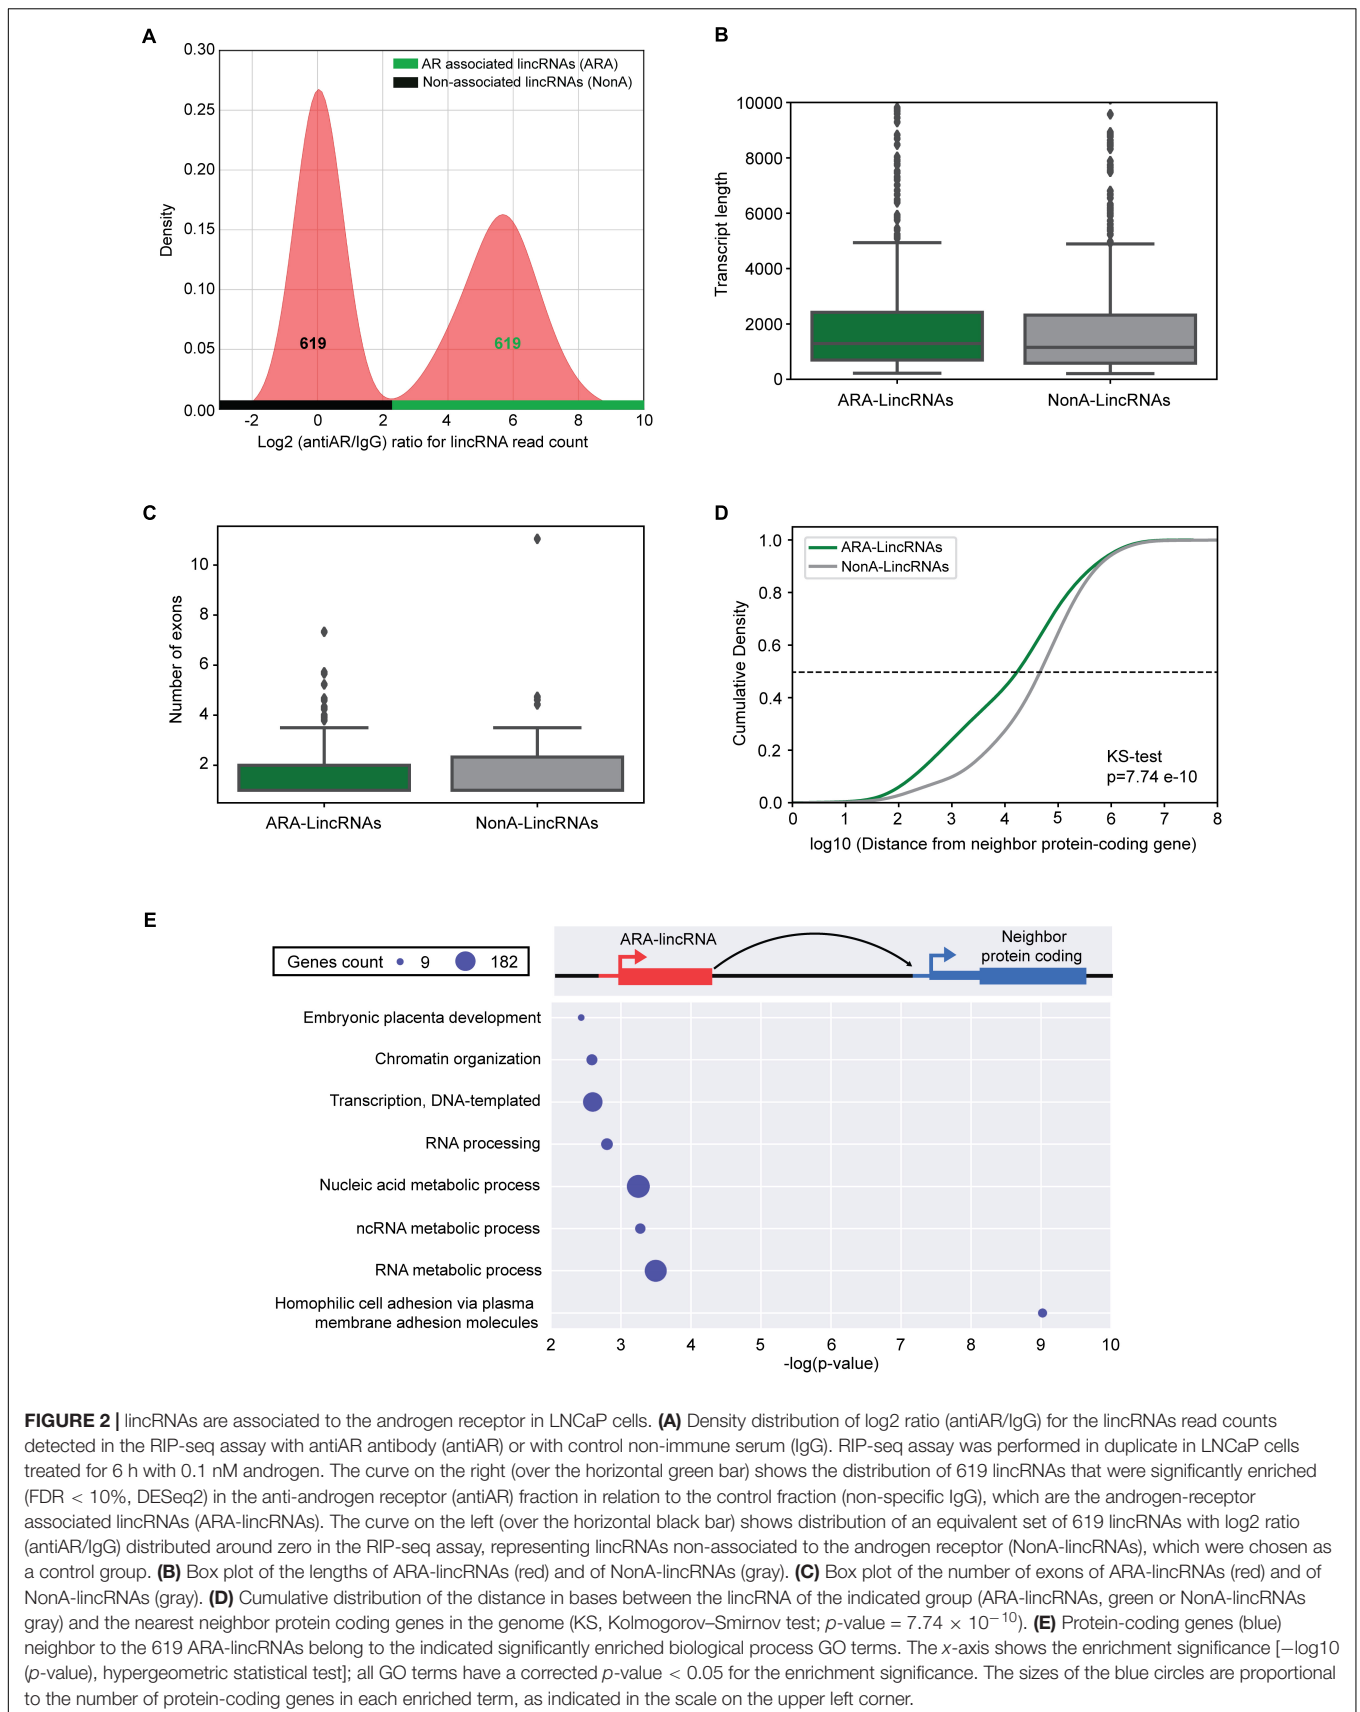 A
0.30
0.25
0.20
0.15
0.10
0.05
0.00
Density
AR associated lincRNAs (ARA)
Non-associated lincRNAs (NonA)
619
619
-2
0
2
4
6
8
10
Log2 (antiAR/IgG) ratio for lincRNA read count
B
10000
8000
6000
4000
2000
0
Transcript length
ARA-LincRNAs
NonA-LincRNAs
C
10
8
6
4
2
Number of exons
ARA-LincRNAs
NonA-LincRNAs
D
1.0
0.8
0.6
0.4
0.2
0.0
Cumulative Density
ARA-LincRNAs
NonA-LincRNAs
KS-test
p=7.74 e-10
0
1
2
3
4
5
6
7
8
log10 (Distance from neighbor protein-coding gene)
E
Genes count 9 182
ARA-lincRNA
Neighbor
protein coding
Embryonic placenta development
Chromatin organization
Transcription, DNA-templated
RNA processing
Nucleic acid metabolic process
ncRNA metabolic process
RNA metabolic process
Homophilic cell adhesion via plasma
membrane adhesion molecules
2
3
4
5
6
7
8
9
10
-log(p-value)
FIGURE 2 | lincRNAs are associated to the androgen receptor in LNCaP cells. (A) Density distribution of log2 ratio (antiAR/IgG) for the lincRNAs read counts
detected in the RIP-seq assay with antiAR antibody (antiAR) or with control non-immune serum (IgG). RIP-seq assay was performed in duplicate in LNCaP cells
treated for 6 h with 0.1 nM androgen. The curve on the right (over the horizontal green bar) shows the distribution of 619 lincRNAs that were significantly enriched
(FDR < 10%, DESeq2) in the anti-androgen receptor (antiAR) fraction in relation to the control fraction (non-specific IgG), which are the androgen-receptor
associated lincRNAs (ARA-lincRNAs). The curve on the left (over the horizontal black bar) shows distribution of an equivalent set of 619 lincRNAs with log2 ratio
(antiAR/IgG) distributed around zero in the RIP-seq assay, representing lincRNAs non-associated to the androgen receptor (NonA-lincRNAs), which were chosen as
a control group. (B) Box plot of the lengths of ARA-lincRNAs (red) and of NonA-lincRNAs (gray). (C) Box plot of the number of exons of ARA-lincRNAs (red) and of
NonA-lincRNAs (gray). (D) Cumulative distribution of the distance in bases between the lincRNA of the indicated group (ARA-lincRNAs, green or NonA-lincRNAs
gray) and the nearest neighbor protein coding genes in the genome (KS, Kolmogorov–Smirnov test; p-value = 7.74 × 10⁻¹⁰). (E) Protein-coding genes (blue)
neighbor to the 619 ARA-lincRNAs belong to the indicated significantly enriched biological process GO terms. The x-axis shows the enrichment significance [−log10
(p-value), hypergeometric statistical test]; all GO terms have a corrected p-value < 0.05 for the enrichment significance. The sizes of the blue circles are proportional
to the number of protein-coding genes in each enriched term, as indicated in the scale on the upper left corner.